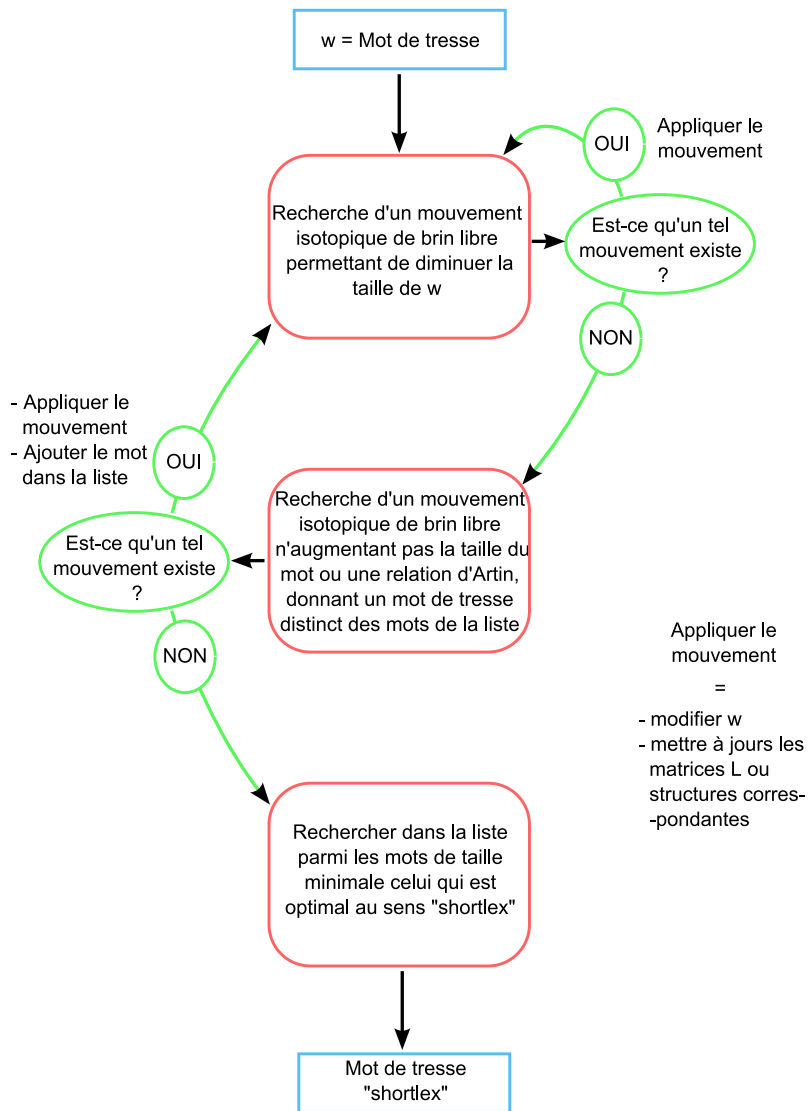 w = Mot de tresse
OUI
Appliquer le
mouvement
Recherche d'un mouvement
isotopique de brin libre
permettant de diminuer la
taille de w
Est-ce qu'un tel
mouvement existe
?
NON
- Appliquer le
mouvement
- Ajouter le mot
dans la liste
OUI
Est-ce qu'un tel
mouvement existe
?
Recherche d'un mouvement
isotopique de brin libre
n'augmentant pas la taille du
mot ou une relation d'Artin,
donnant un mot de tresse
distinct des mots de la liste
NON
Appliquer le
mouvement
=
- modifier w
- mettre à jours les
matrices L ou
structures corres-
-pondantes
Rechercher dans la liste
parmi les mots de taille
minimale celui qui est
optimal au sens "shortlex"
Mot de tresse
"shortlex"